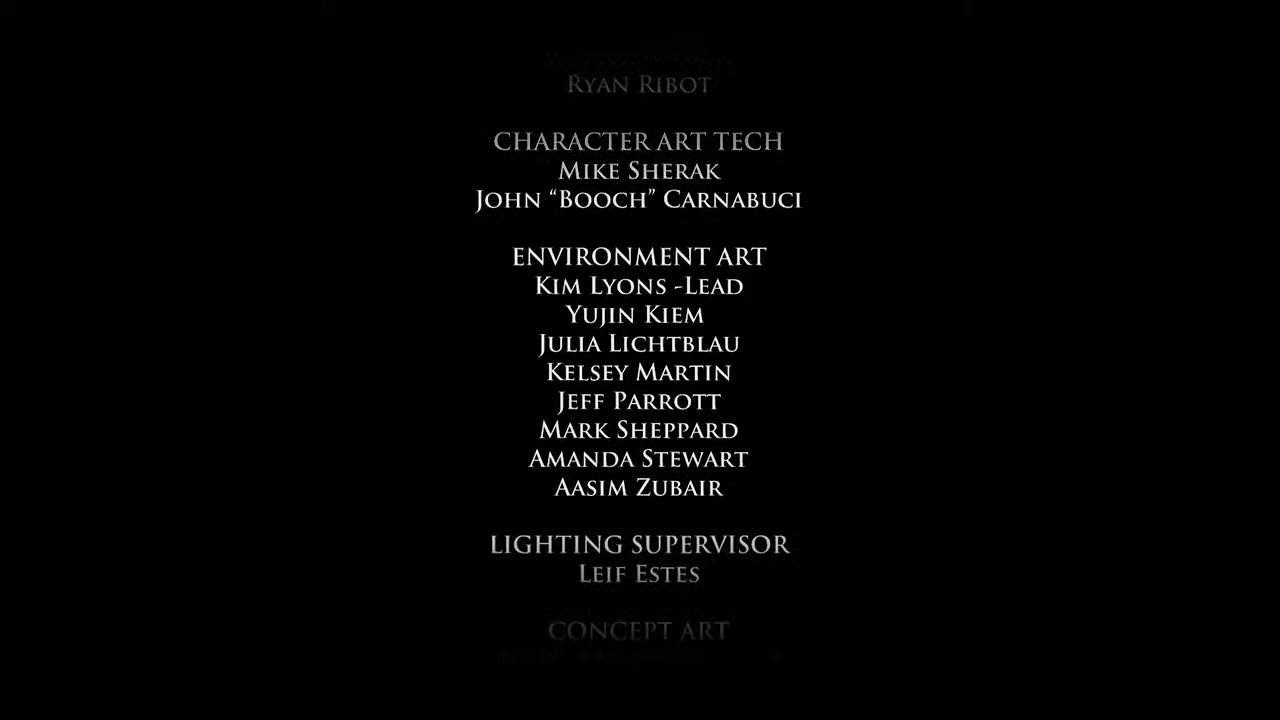 Ryan Ribot
CHARACTER ART TECH
Mike Sherak
John “Booch” Carnabuci
ENVIRONMENT ART
Kim Lyons -Lead
Yujin Kiem
Julia Lichtblau
Kelsey Martin
Jeff Parrott
Mark Sheppard
Amanda Stewart
Aasim Zubair
LIGHTING SUPERVISOR
Leif Estes
CONCEPT ART